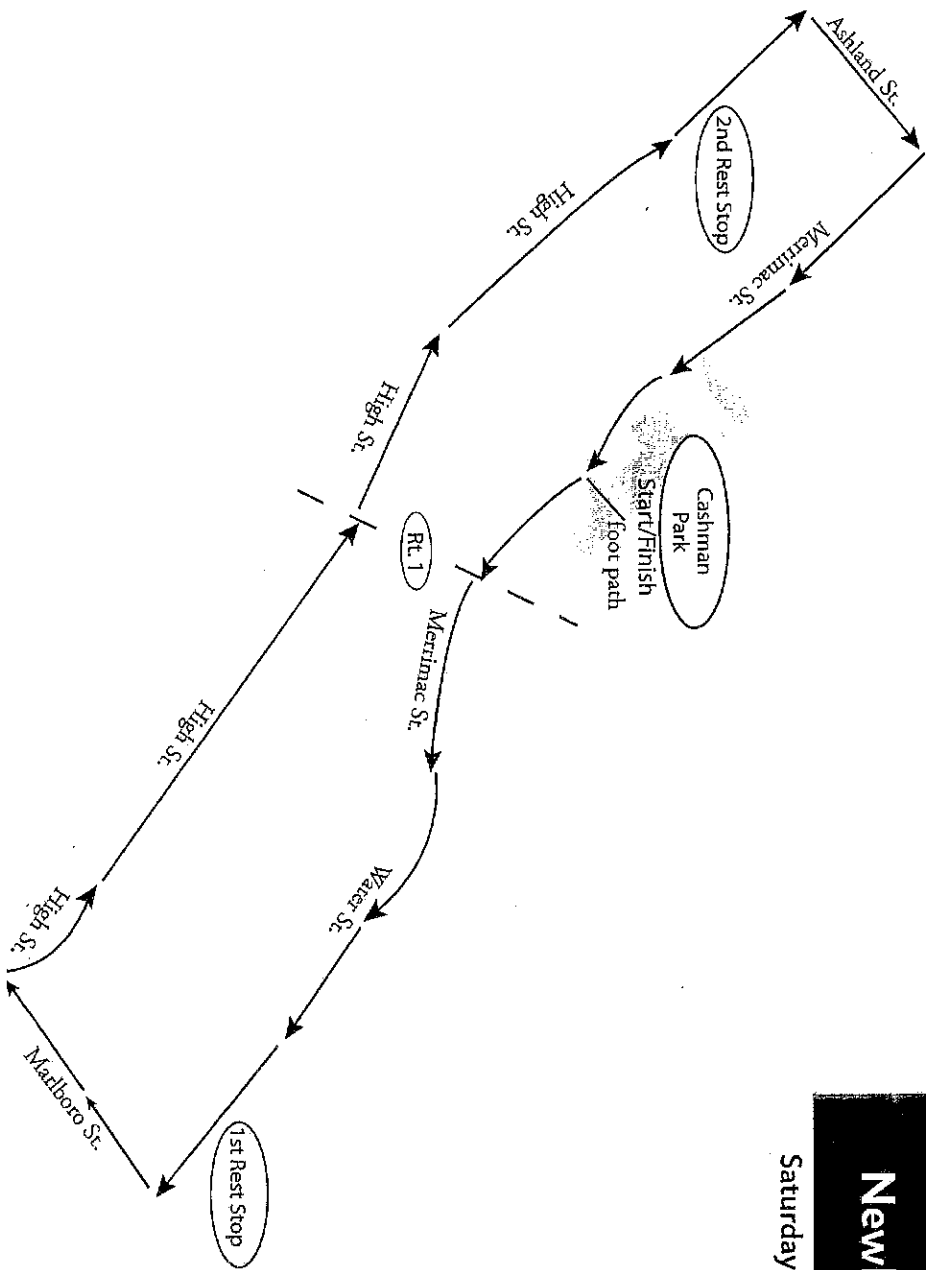 New
Saturday
Cashman
Park
Start/Finish
foot path
Ashland St.
2nd Rest Stop
Merrimac St.
High St.
High St.
Rt. 1
Merrimac St.
High St.
Water St.
High St.
Marlboro St.
1st Rest Stop